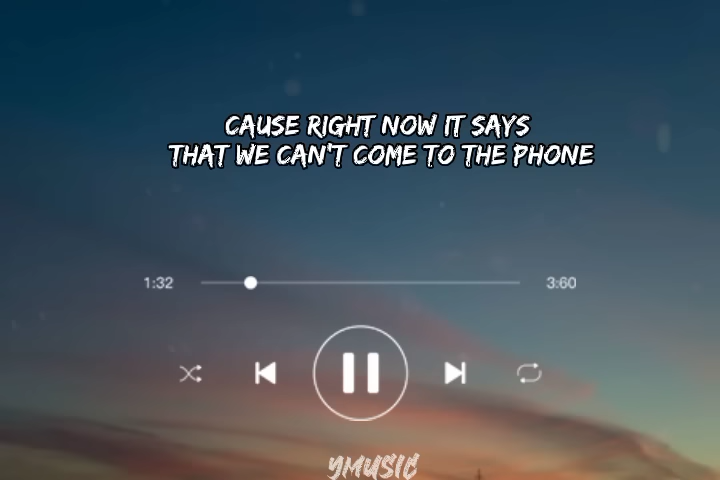 CAUSE RIGHT NOW IT SAYS
THAT WE CAN'T COME TO THE PHONE
1:32 3:60
YMUSIC